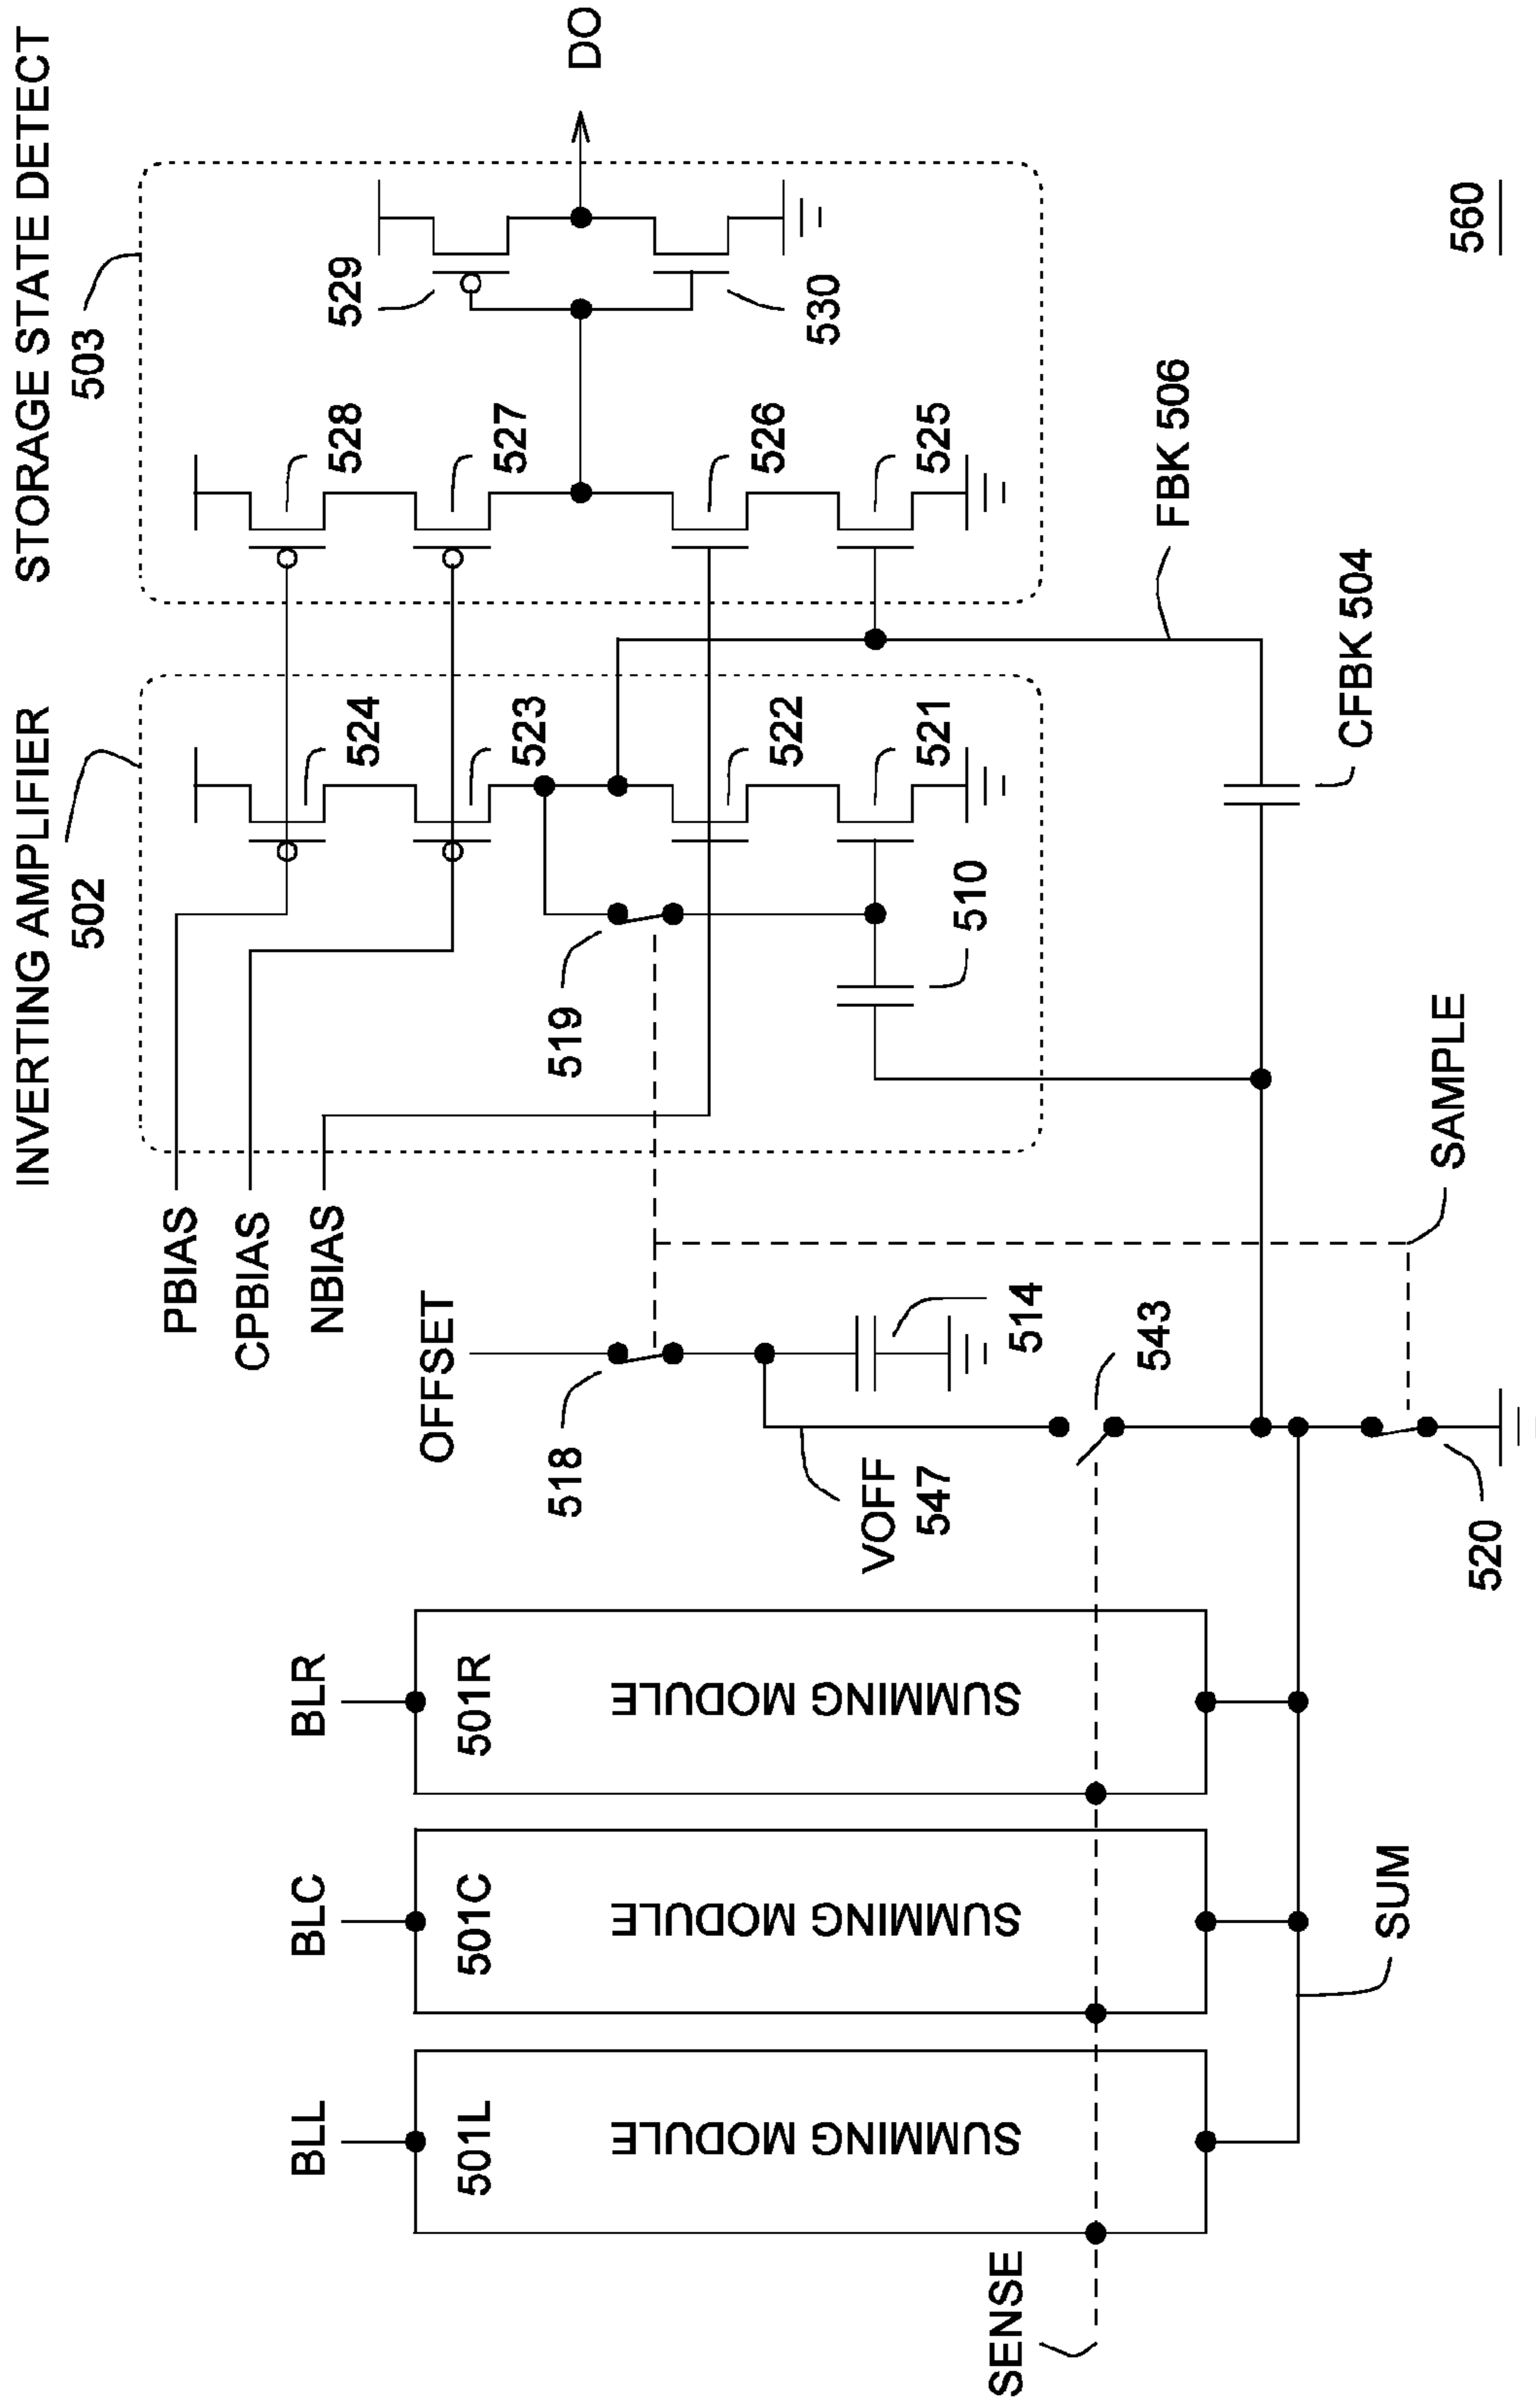 INVERTING AMPLIFIER
502
STORAGE STATE DETECT
503
PBIAS
CPBIAS
NBIAS
524
523
522
521
510
519
528
527
526
525
529
530
DO
FBK 506
CFBK 504
SAMPLE
OFFSET
518
514
543
VOFF
547
520
BLL
501L
SUMMING MODULE
BLC
501C
SUMMING MODULE
BLR
501R
SUMMING MODULE
SENSE
SUM
560